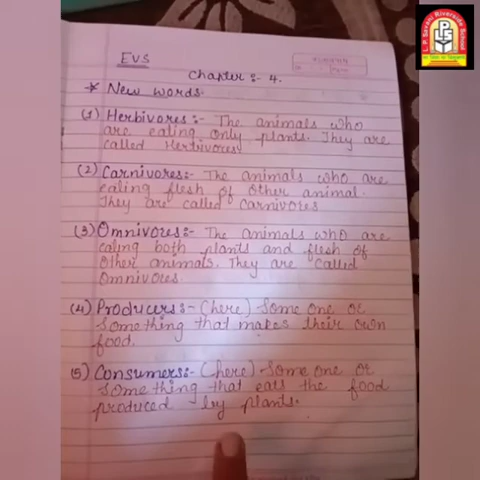 EVS
Chapter :- 4.
* New words.
(1) Herbivores :- The animals who
are eating only plants. They are
called Herbivores.
(2) Carnivores :- The animals who are
eating flesh of other animal.
They are called carnivores
(3) Omnivores :- The animals who are
eating both plants and flesh of
other animals. They are called
Omnivores.
(4) Producers :- (here) Some one or
something that makes their own
food.
(5) Consumers :- (here) Some one or
something that eats the food
produced by plants.
L.P.Savani Riverside School
LPS